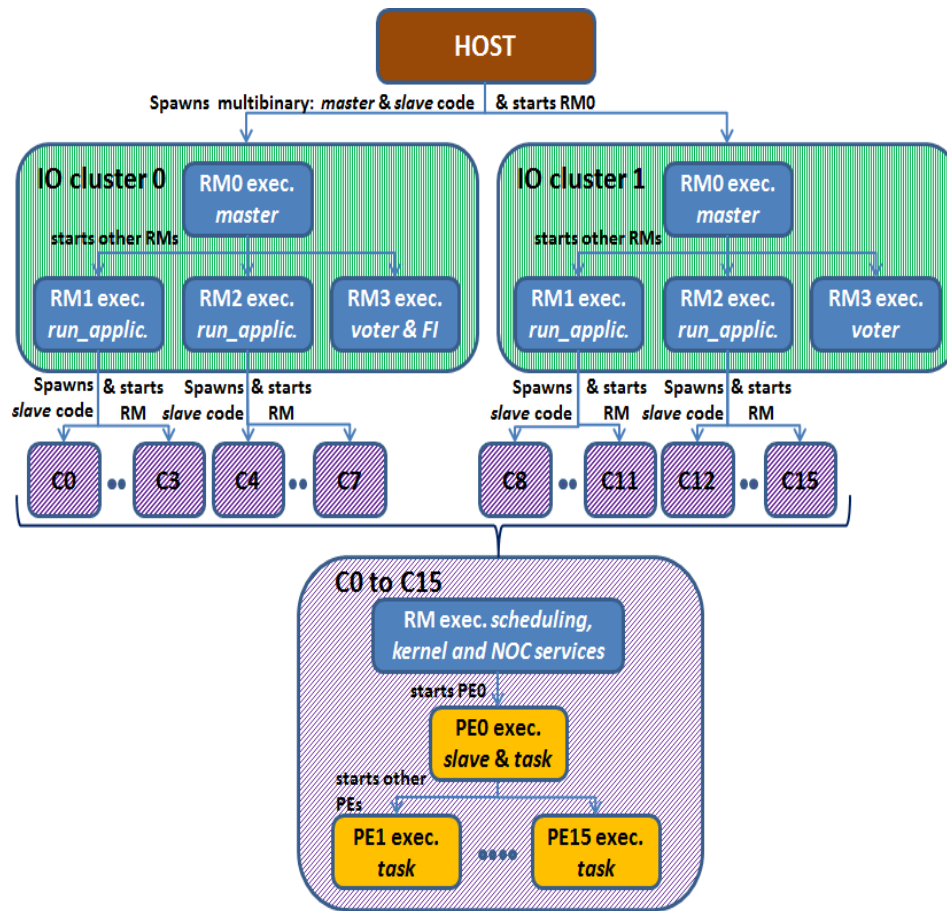 HOST
Spawns multibinary: master & slave code & starts RM0
IO cluster 0
RM0 exec.
master
starts other RMs
RM1 exec.
run_applic.
RM2 exec.
run_applic.
RM3 exec.
voter & FI
IO cluster 1
RM0 exec.
master
starts other RMs
RM1 exec.
run_applic.
RM2 exec.
run_applic.
RM3 exec.
voter
Spawns & starts
slave code RM
Spawns & starts
slave code RM
Spawns & starts
slave code RM
Spawns & starts
slave code RM
C0 •• C3 C4 •• C7 C8 •• C11 C12 •• C15
C0 to C15
RM exec. scheduling,
kernel and NOC services
starts PE0
PE0 exec.
slave & task
starts other
PEs
PE1 exec.
task
••••
PE15 exec.
task